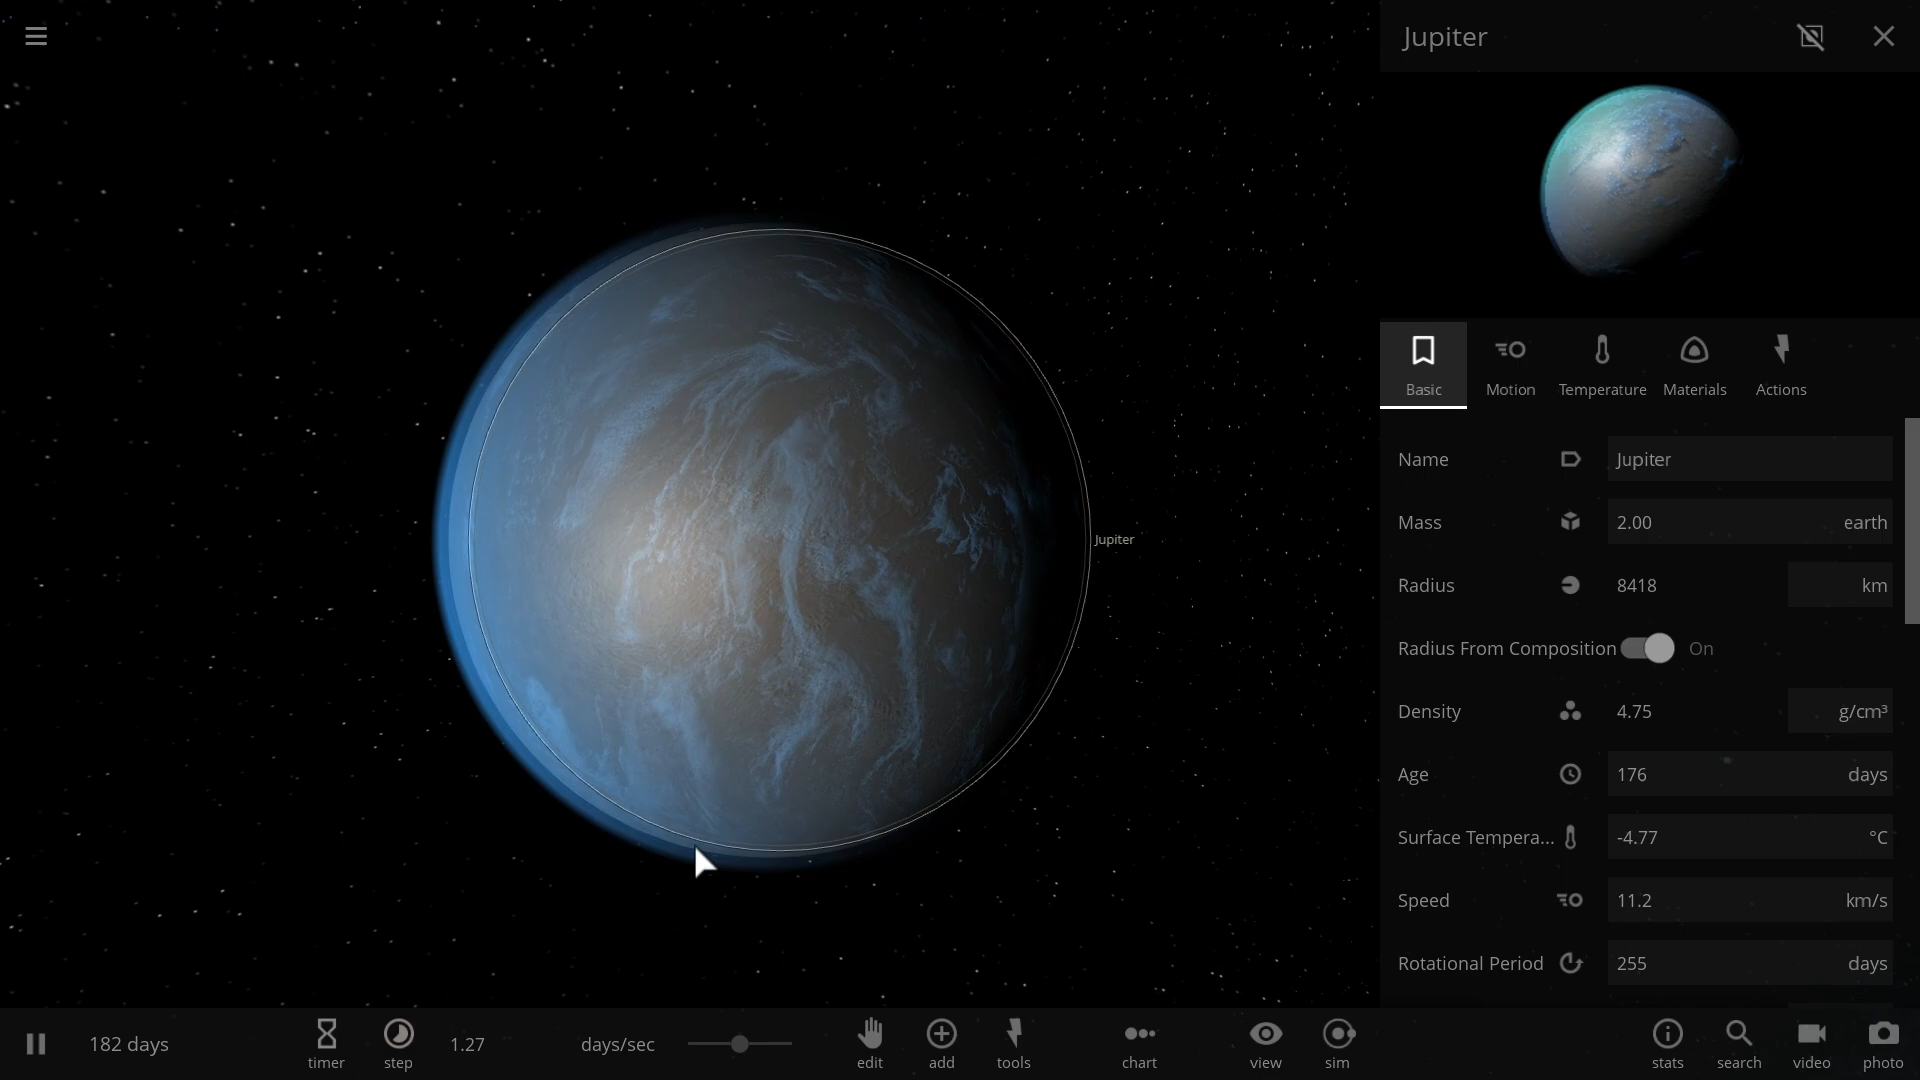 Jupiter
Jupiter
Basic
Motion
Temperature
Materials
Actions
Name Jupiter
Mass 2.00 earth
Radius 8418 km
Radius From Composition On
Density 4.75 g/cm³
Age 176 days
Surface Tempera... -4.77 °C
Speed 11.2 km/s
Rotational Period 255 days
182 days
timer
step
1.27 days/sec
edit
add
tools
chart
view
sim
stats
search
video
photo